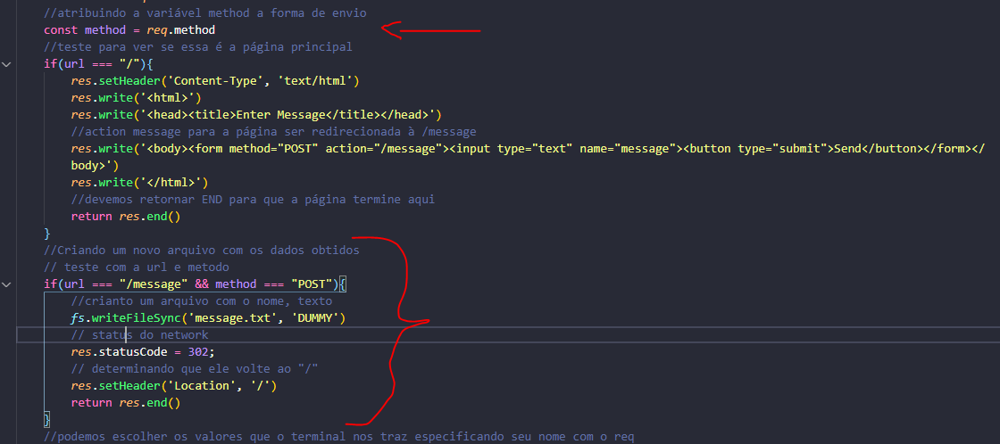 //atribuindo a variável method a forma de envio
const method = req.method
//teste para ver se essa é a página principal
if(url === "/"){
res.setHeader('Content-Type', 'text/html')
res.write('<html>')
res.write('<head><title>Enter Message</title></head>')
//action message para a página ser redirecionada à /message
res.write('<body><form method="POST" action="/message"><input type="text" name="message"><button type="submit">Send</button></form></
body>')
res.write('</html>')
//devemos retornar END para que a página termine aqui
return res.end()
}
//Criando um novo arquivo com os dados obtidos
// teste com a url e metodo
if(url === "/message" && method === "POST"){
//crianto um arquivo com o nome, texto
fs.writeFileSync('message.txt', 'DUMMY')
// status do network
res.statusCode = 302;
// determinando que ele volte ao "/"
res.setHeader('Location', '/')
return res.end()
}
//podemos escolher os valores que o terminal nos traz especificando seu nome com o req